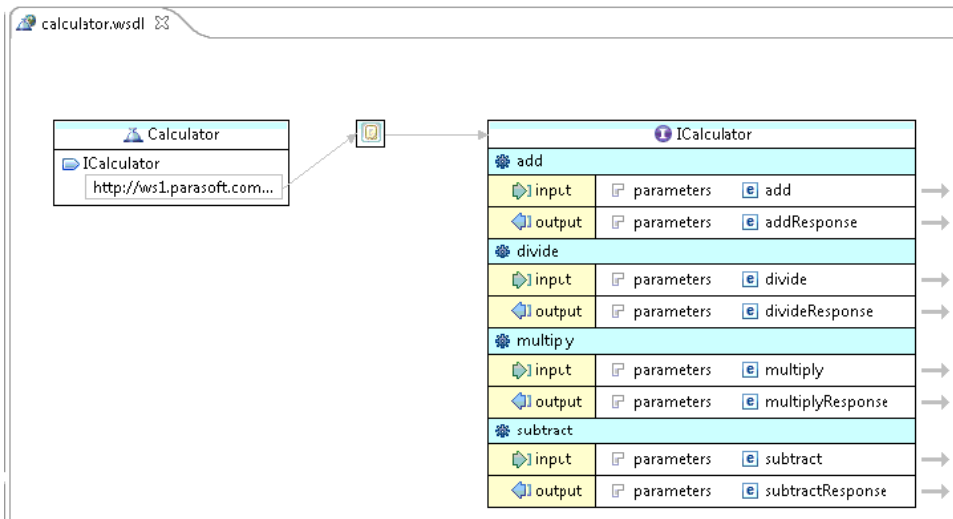 calculator.wsdl
Calculator
ICalculator
http://ws1.parasoft.com...
ICalculator
add
input parameters e add
output parameters e addResponse
divide
input parameters e divide
output parameters e divideResponse
multipy
input parameters e multiply
output parameters e multiplyResponse
subtract
input parameters e subtract
output parameters e subtractResponse